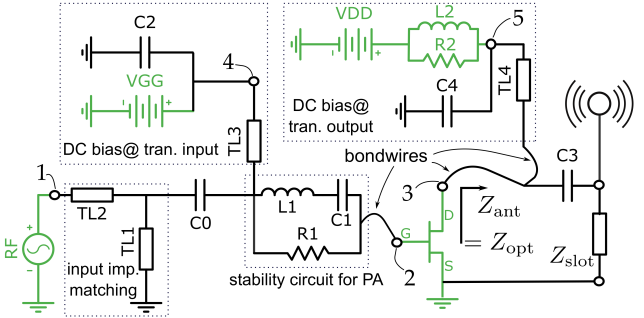 C2
VGG
4
DC bias@ tran. input
TL3
VDD
L2
R2
5
C4
TL4
DC bias@
tran. output
bondwires
1
TL2
TL1
RF
input imp.
matching
C0
L1
C1
R1
stability circuit for PA
G
2
3
D
S
Z_ant
= Z_opt
C3
Z_slot